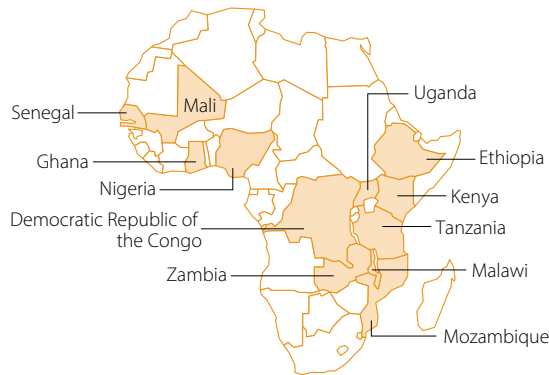 Uganda
Mali
Senegal
Ghana
Ethiopia
Nigeria
Kenya
Democratic Republic of
the Congo
Tanzania
Zambia
Malawi
Mozambique